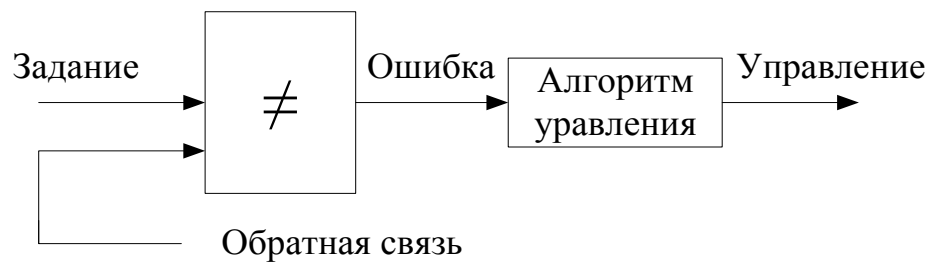 Задание
≠
Ошибка
Алгоритм
уравления
Управление
Обратная связь